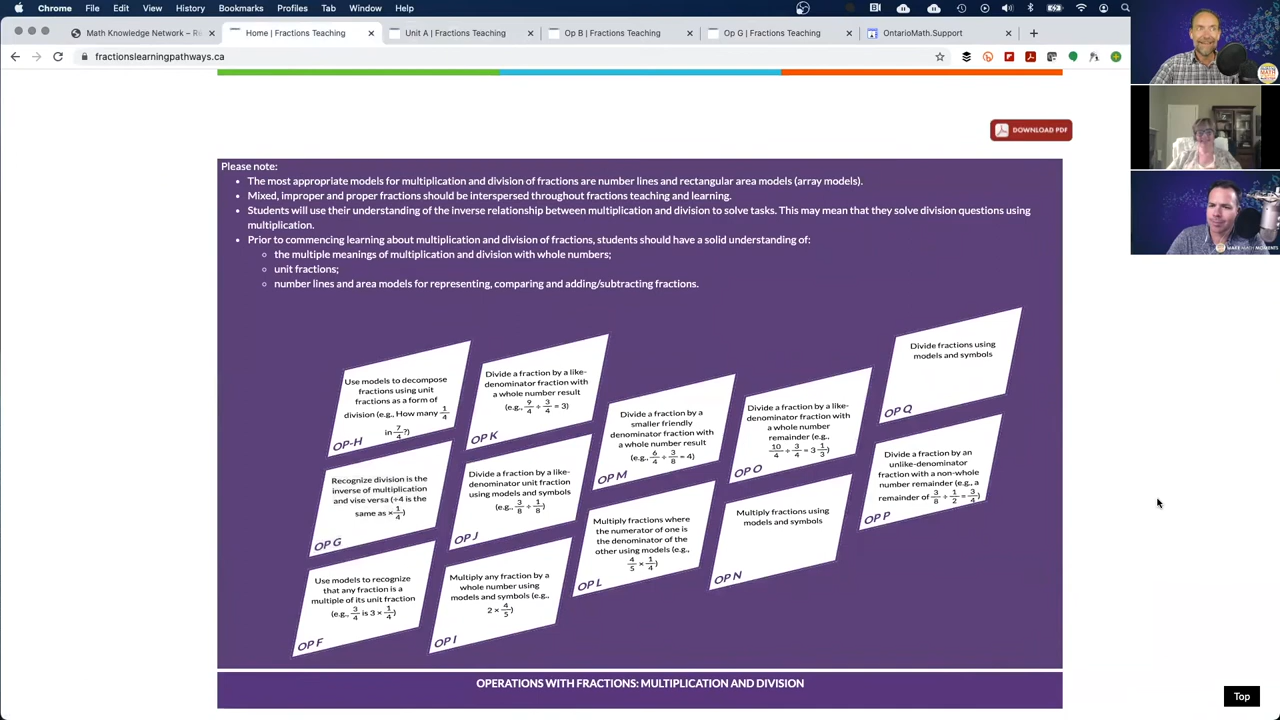 Chrome File Edit View History Bookmarks Profiles Tab Window Help
Math Knowledge Network – Re
Home | Fractions Teaching
Unit A | Fractions Teaching
Op B | Fractions Teaching
Op G | Fractions Teaching
OntarioMath.Support
fractionslearningpathways.ca
DOWNLOAD PDF
Please note:
• The most appropriate models for multiplication and division of fractions are number lines and rectangular area models (array models).
• Mixed, improper and proper fractions should be interspersed throughout fractions teaching and learning.
• Students will use their understanding of the inverse relationship between multiplication and division to solve tasks. This may mean that they solve division questions using
multiplication.
• Prior to commencing learning about multiplication and division of fractions, students should have a solid understanding of:
◦ the multiple meanings of multiplication and division with whole numbers;
◦ unit fractions;
◦ number lines and area models for representing, comparing and adding/subtracting fractions.
Use models to decompose
fractions using unit
fractions as a form of
division (e.g., How many 1/4
in 7/4?)
OP-H
Divide a fraction by a like-
denominator fraction with
a whole number result
(e.g., 9/4 ÷ 3/4 = 3)
OP K
Divide a fraction by a
smaller friendly
denominator fraction with
a whole number result
(e.g., 6/4 ÷ 3/8 = 4)
OP M
Divide a fraction by a like-
denominator fraction with
a whole number
remainder (e.g.,
10/4 ÷ 3/4 = 3 1/3)
OP O
Divide fractions using
models and symbols
OP Q
Recognize division is the
inverse of multiplication
and vise versa (÷4 is the
same as ×1/4)
OP G
Divide a fraction by a like-
denominator unit fraction
using models and symbols
(e.g., 3/8 ÷ 1/8)
OP J
Multiply fractions where
the numerator of one is
the denominator of the
other using models (e.g.,
4/5 × 1/4)
OP L
Multiply fractions using
models and symbols
OP N
Divide a fraction by an
unlike-denominator
fraction with a non-whole
number remainder (e.g., a
remainder of 3/8 ÷ 1/2 = 3/4)
OP P
Use models to recognize
that any fraction is a
multiple of its unit fraction
(e.g., 3/4 is 3 × 1/4)
OP F
Multiply any fraction by a
whole number using
models and symbols (e.g.,
2 × 4/5)
OP I
OPERATIONS WITH FRACTIONS: MULTIPLICATION AND DIVISION
Top
MAKE MATH MOMENTS